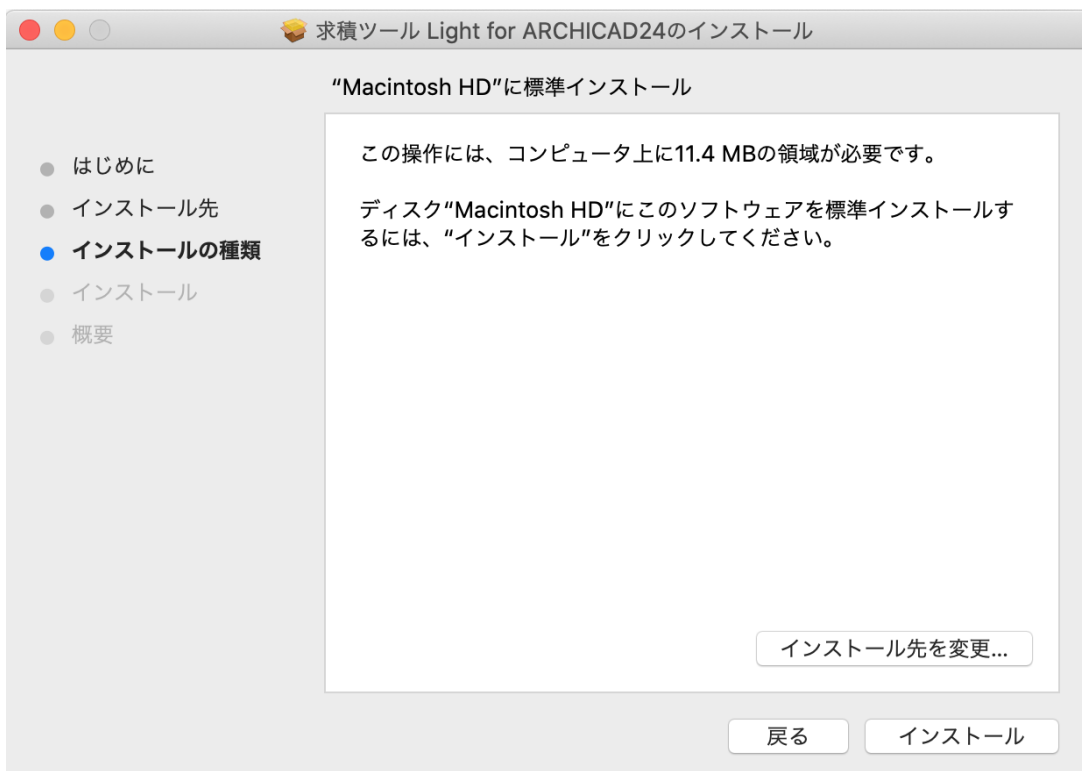 求積ツール Light for ARCHICAD24のインストール
“Macintosh HD”に標準インストール
はじめに
インストール先
インストールの種類
インストール
概要
この操作には、コンピュータ上に11.4 MBの領域が必要です。
ディスク“Macintosh HD”にこのソフトウェアを標準インストールす
るには、“インストール”をクリックしてください。
インストール先を変更...
戻る
インストール